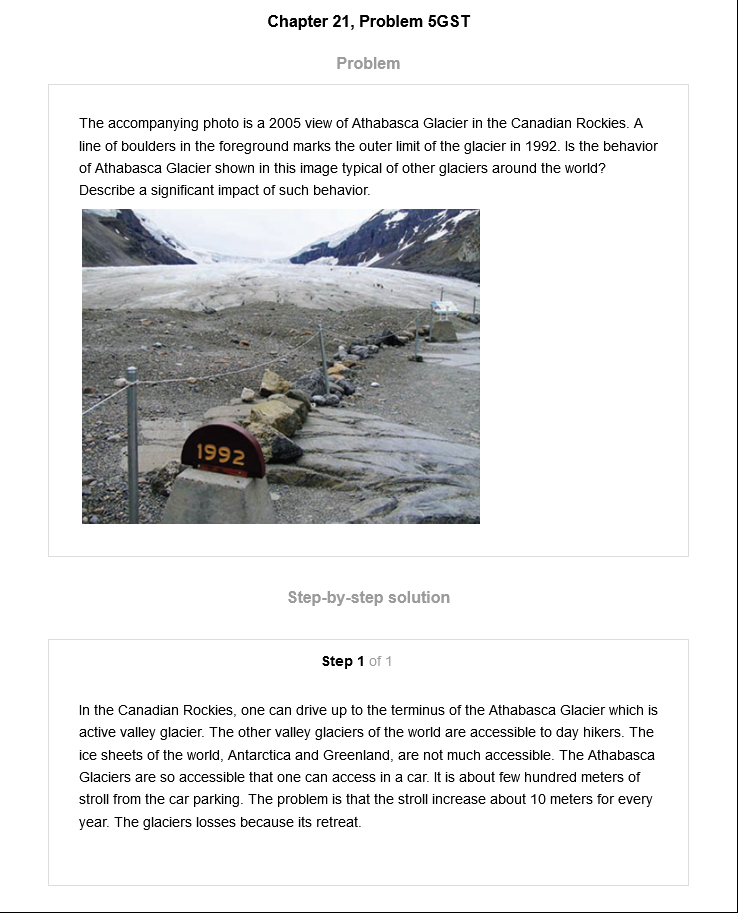 Chapter 21, Problem 5GST
Problem
The accompanying photo is a 2005 view of Athabasca Glacier in the Canadian Rockies. A
line of boulders in the foreground marks the outer limit of the glacier in 1992. Is the behavior
of Athabasca Glacier shown in this image typical of other glaciers around the world?
Describe a significant impact of such behavior.
1992
Step-by-step solution
Step 1 of 1
In the Canadian Rockies, one can drive up to the terminus of the Athabasca Glacier which is
active valley glacier. The other valley glaciers of the world are accessible to day hikers. The
ice sheets of the world, Antarctica and Greenland, are not much accessible. The Athabasca
Glaciers are so accessible that one can access in a car. It is about few hundred meters of
stroll from the car parking. The problem is that the stroll increase about 10 meters for every
year. The glaciers losses because its retreat.